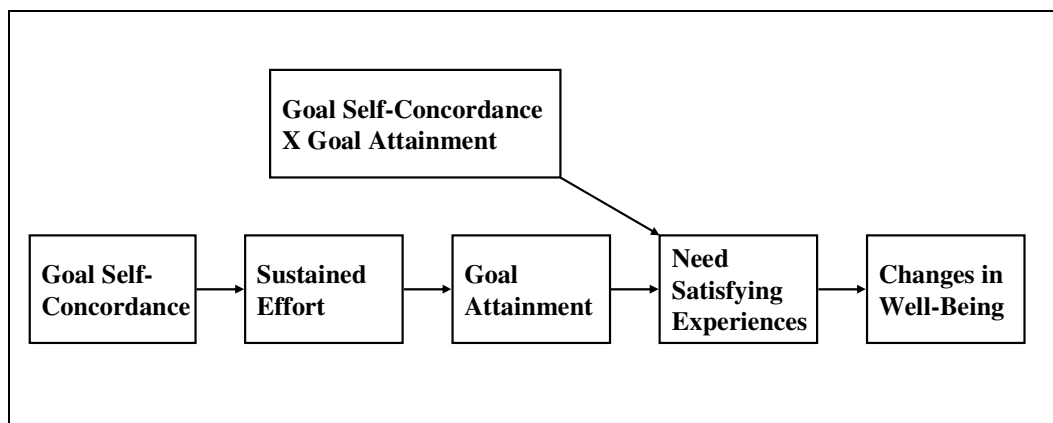 Goal Self-Concordance
X Goal Attainment
Goal Self-
Concordance
Sustained
Effort
Goal
Attainment
Need
Satisfying
Experiences
Changes in
Well-Being